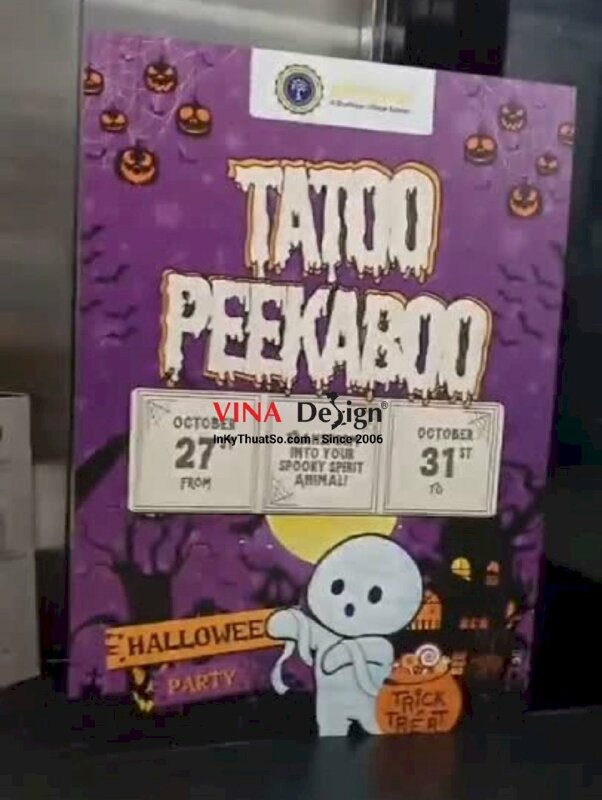 TATOO
PEEKABOO
VINA Design®
InKyThuatSo.com - Since 2006
OCTOBER
27
FROM
INTO YOUR
SPOOKY SPIRIT
ANIMAL!
OCTOBER
31ST
TO
HALLOWEE
PARTY
TRICK
TREAT